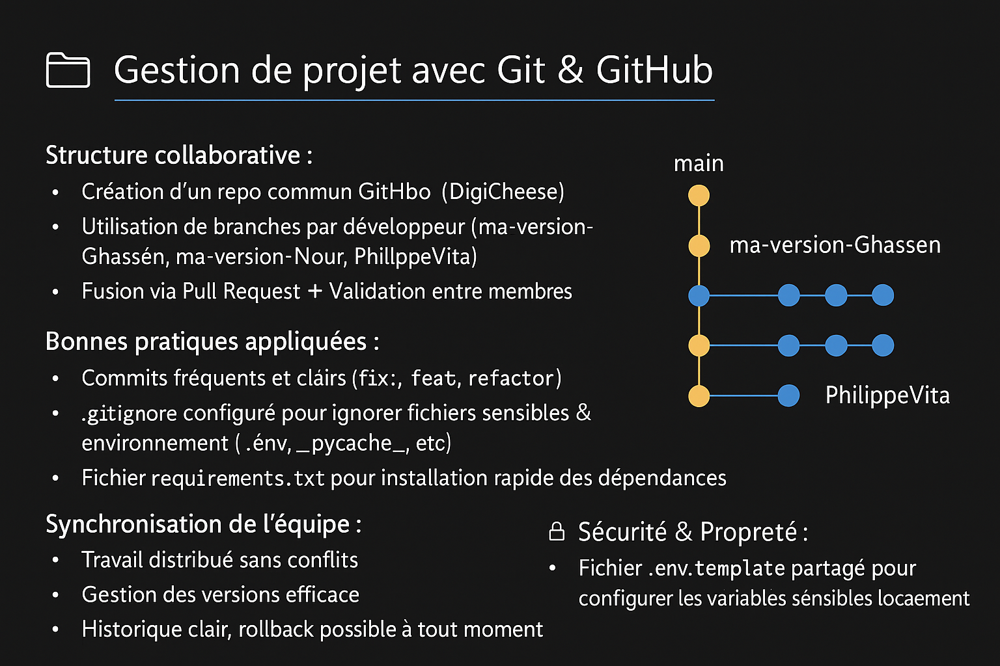 Gestion de projet avec Git & GitHub
Structure collaborative :
• Création d'un repo commun GitHbo (DigiCheese)
• Utilisation de branches par développeur (ma-version-
Ghassén, ma-version-Nour, PhillppeVita)
• Fusion via Pull Request + Validation entre membres
Bonnes pratiques appliquées :
• Commits fréquents et cláirs (fix:, feat, refactor)
• .gitignore configuré pour ignorer fichiers sensibles &
environnement ( .énv, _pycache_, etc)
• Fichier requirements.txt pour installation rapide des dépendances
Synchronisation de l'équipe :
• Travail distribué sans conflits
• Gestion des versions efficace
• Historique clair, rollback possible à tout moment
main
ma-version-Ghassen
PhilippeVita
Sécurité & Propreté :
• Fichier .env.template partagé pour
configurer les variables sénsibles locaement